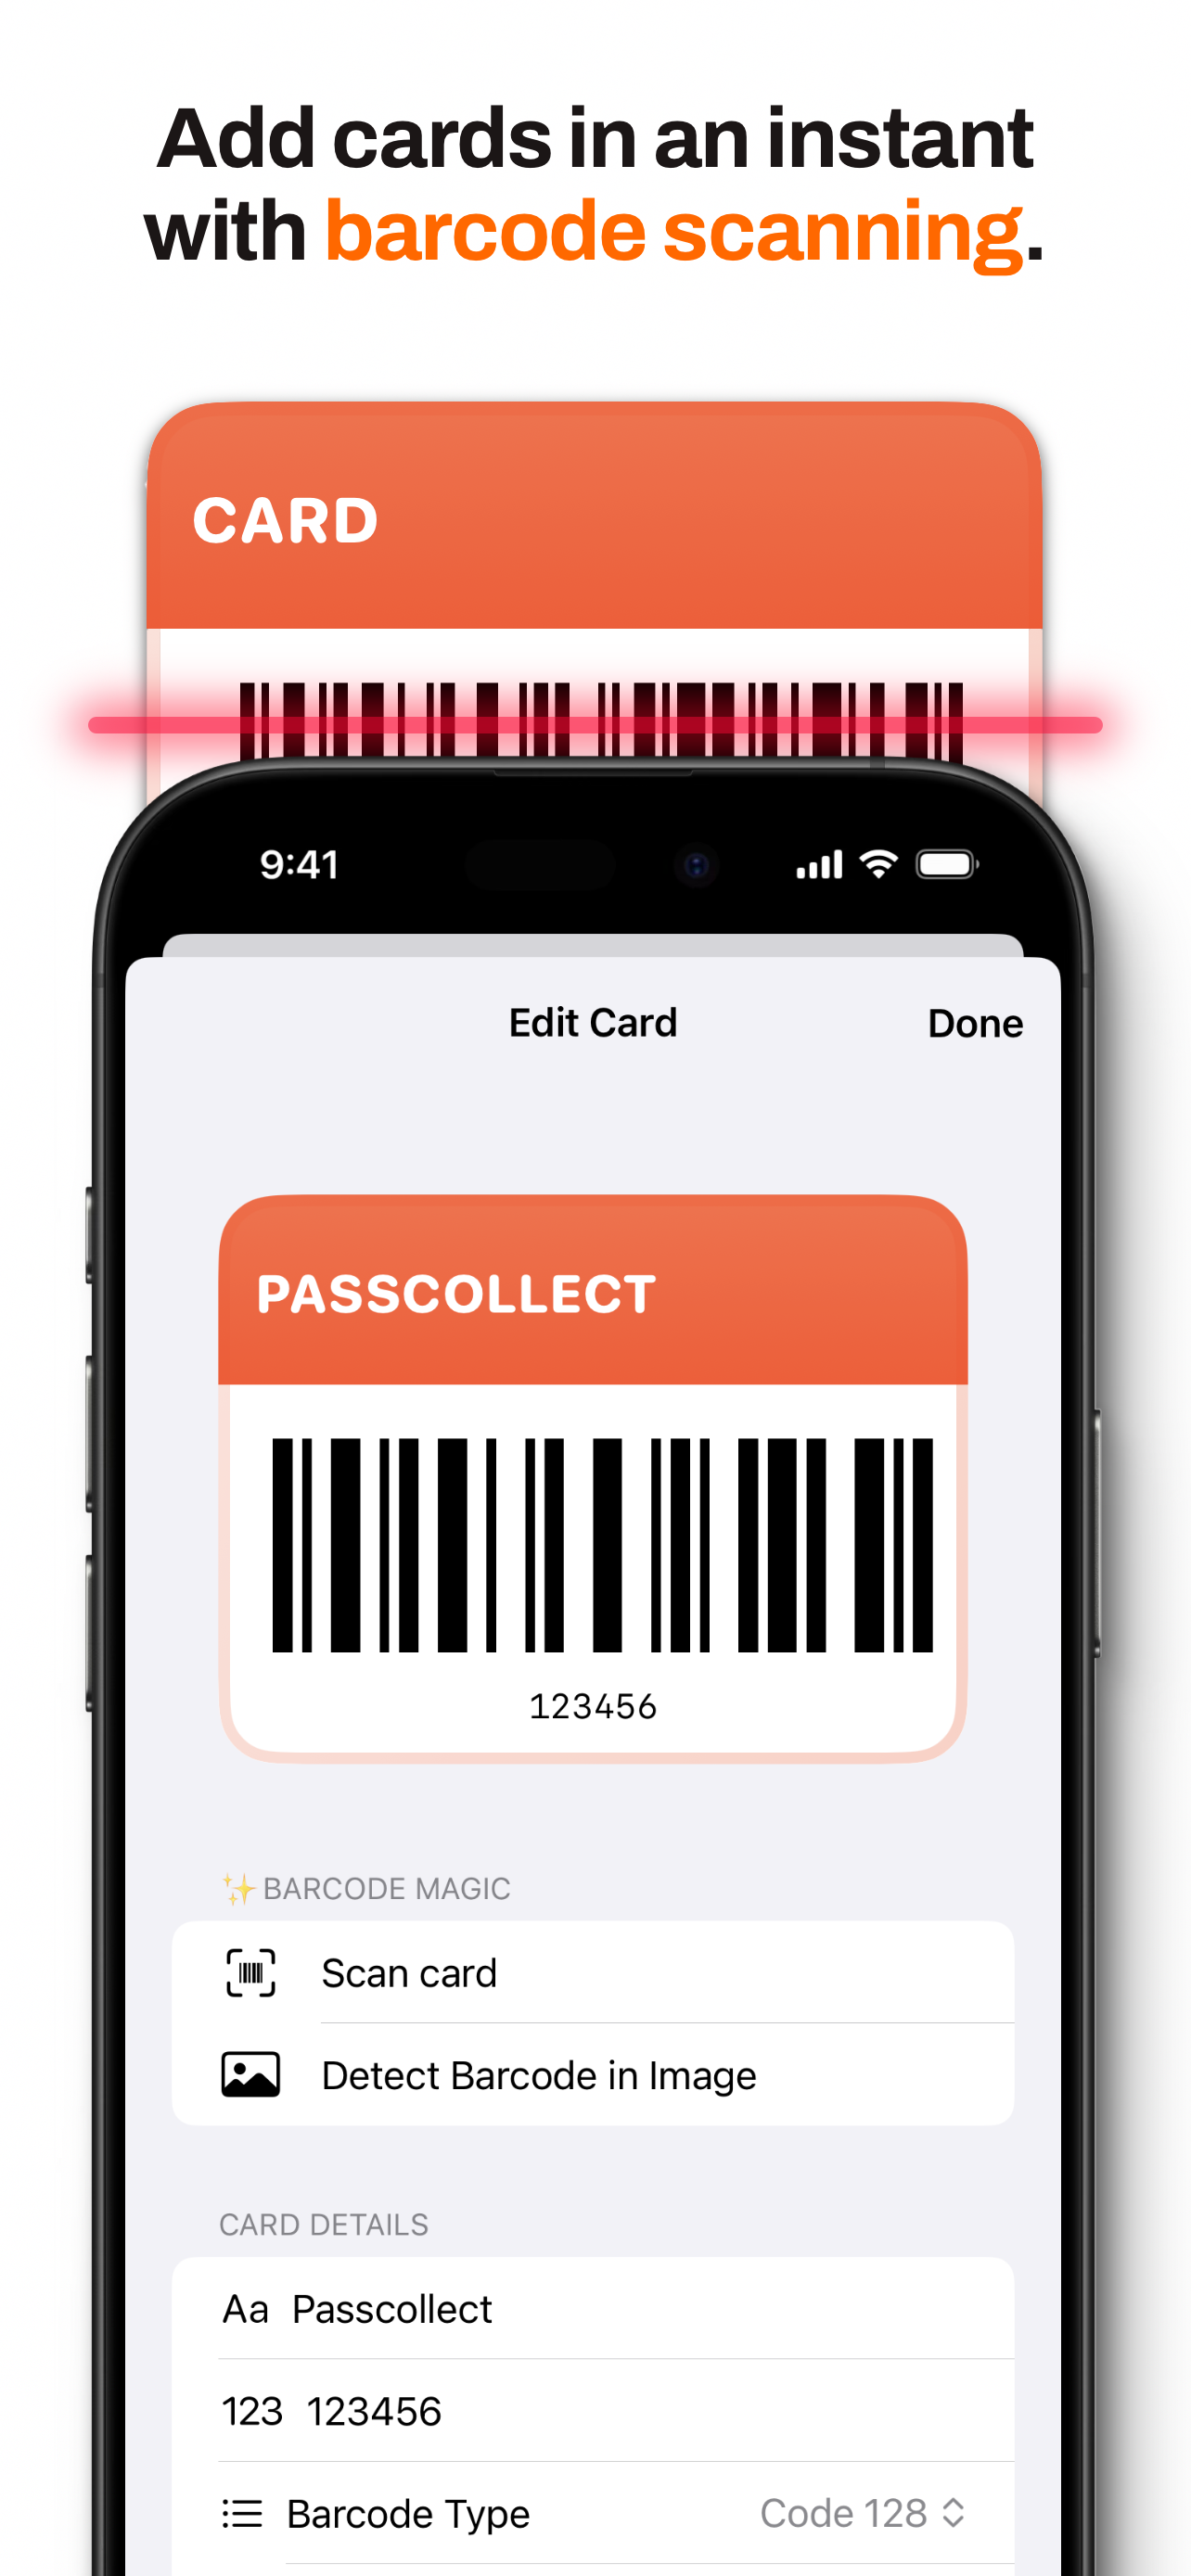 Add cards in an instant
with barcode scanning.
CARD
9:41
Edit Card
Done
PASSCOLLECT
123456
✨BARCODE MAGIC
Scan card
Detect Barcode in Image
CARD DETAILS
Aa Passcollect
123 123456
Barcode Type Code 128